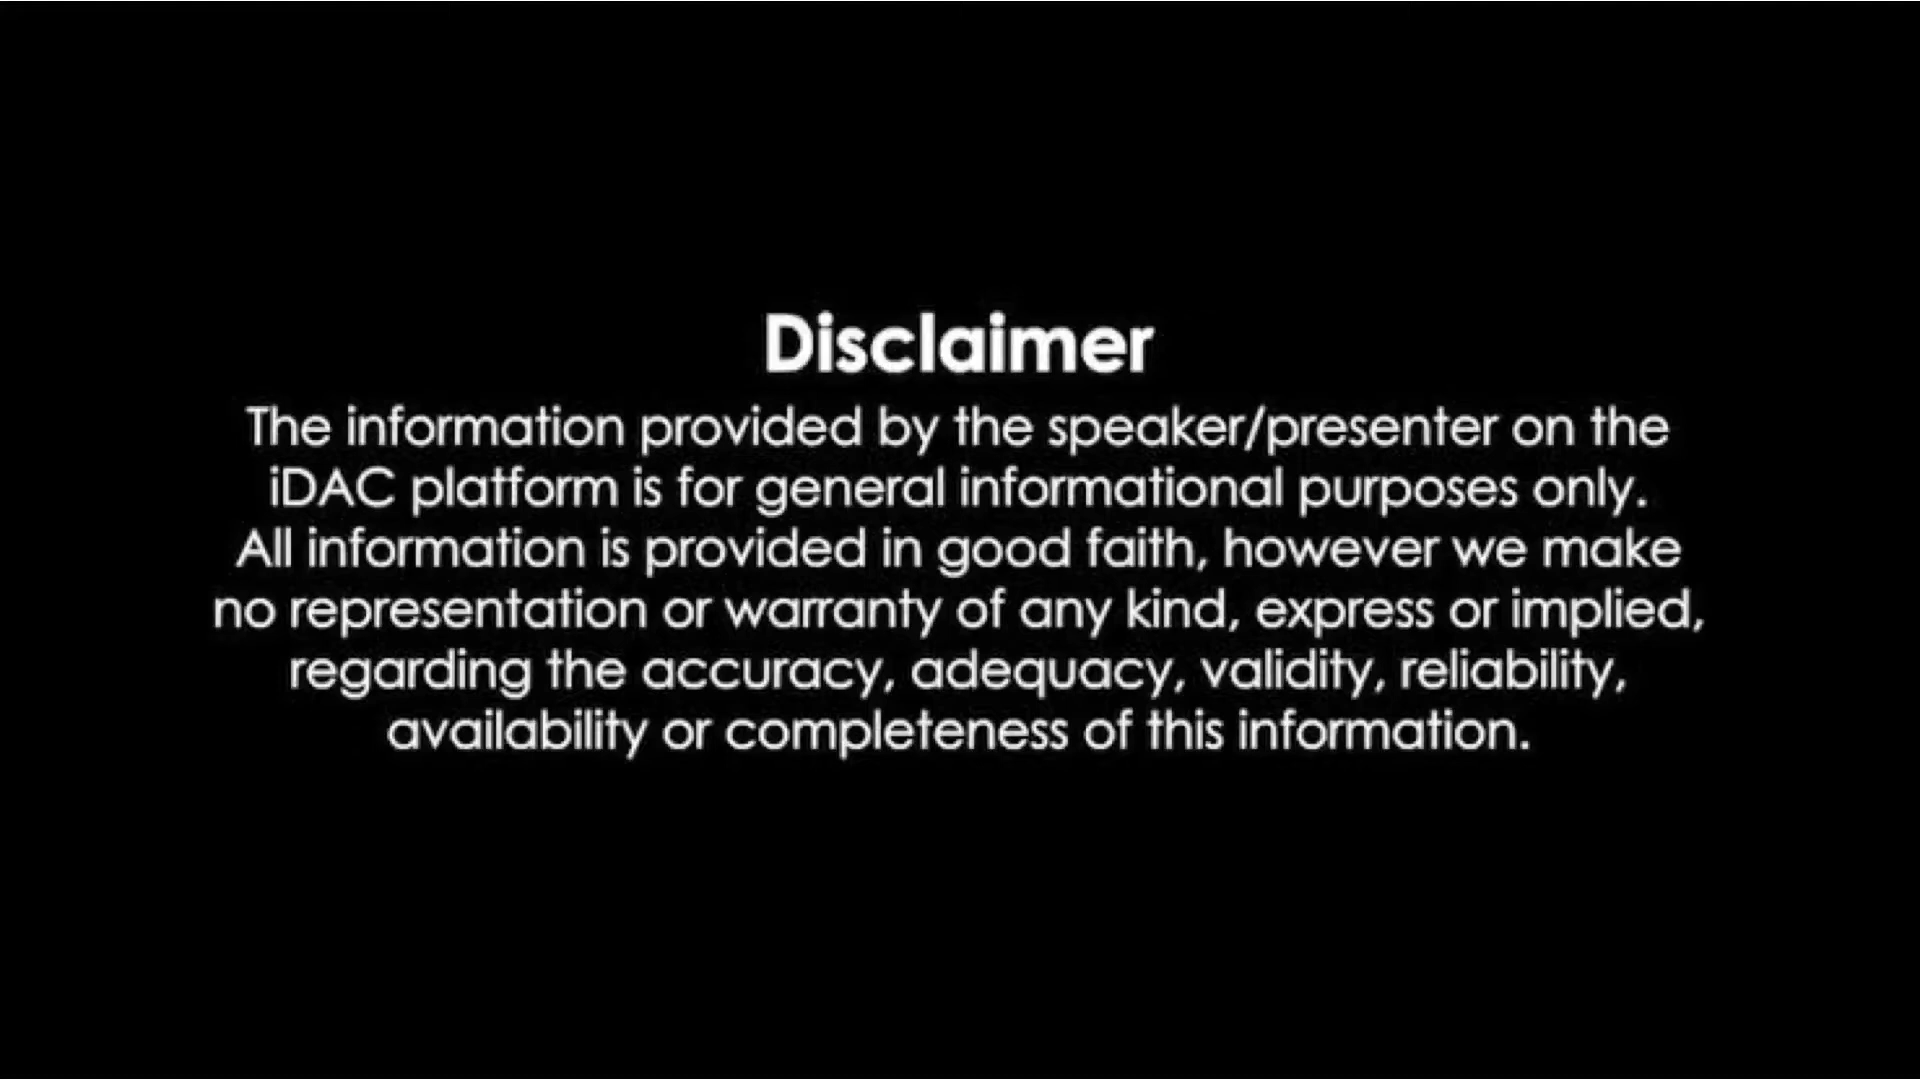 Disclaimer
The information provided by the speaker/presenter on the
iDAC platform is for general informational purposes only.
All information is provided in good faith, however we make
no representation or warranty of any kind, express or implied,
regarding the accuracy, adequacy, validity, reliability,
availability or completeness of this information.